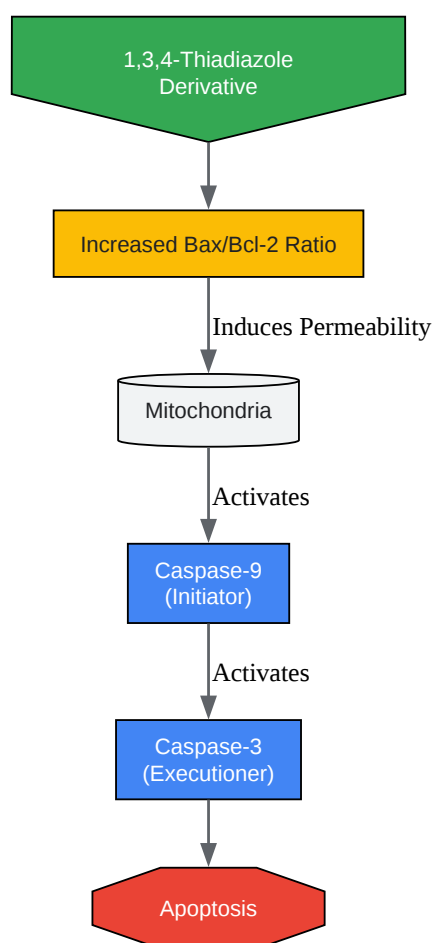 1,3,4-Thiadiazole
Derivative
Increased Bax/Bcl-2 Ratio
Induces Permeability
Mitochondria
Activates
Caspase-9
(Initiator)
Activates
Caspase-3
(Executioner)
Apoptosis